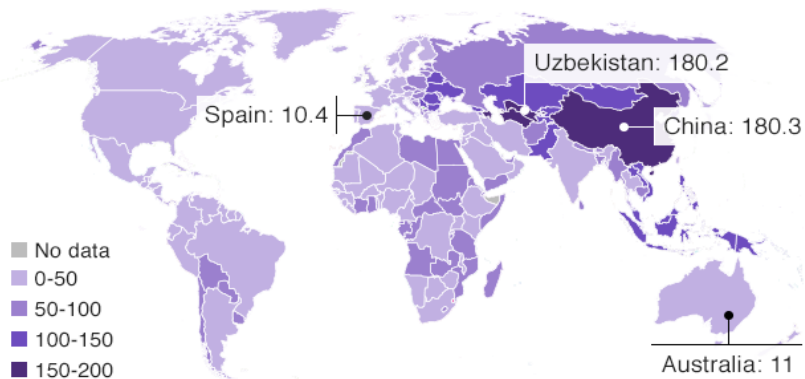 Uzbekistan: 180.2
Spain: 10.4
China: 180.3
No data
0-50
50-100
100-150
150-200
Australia: 11